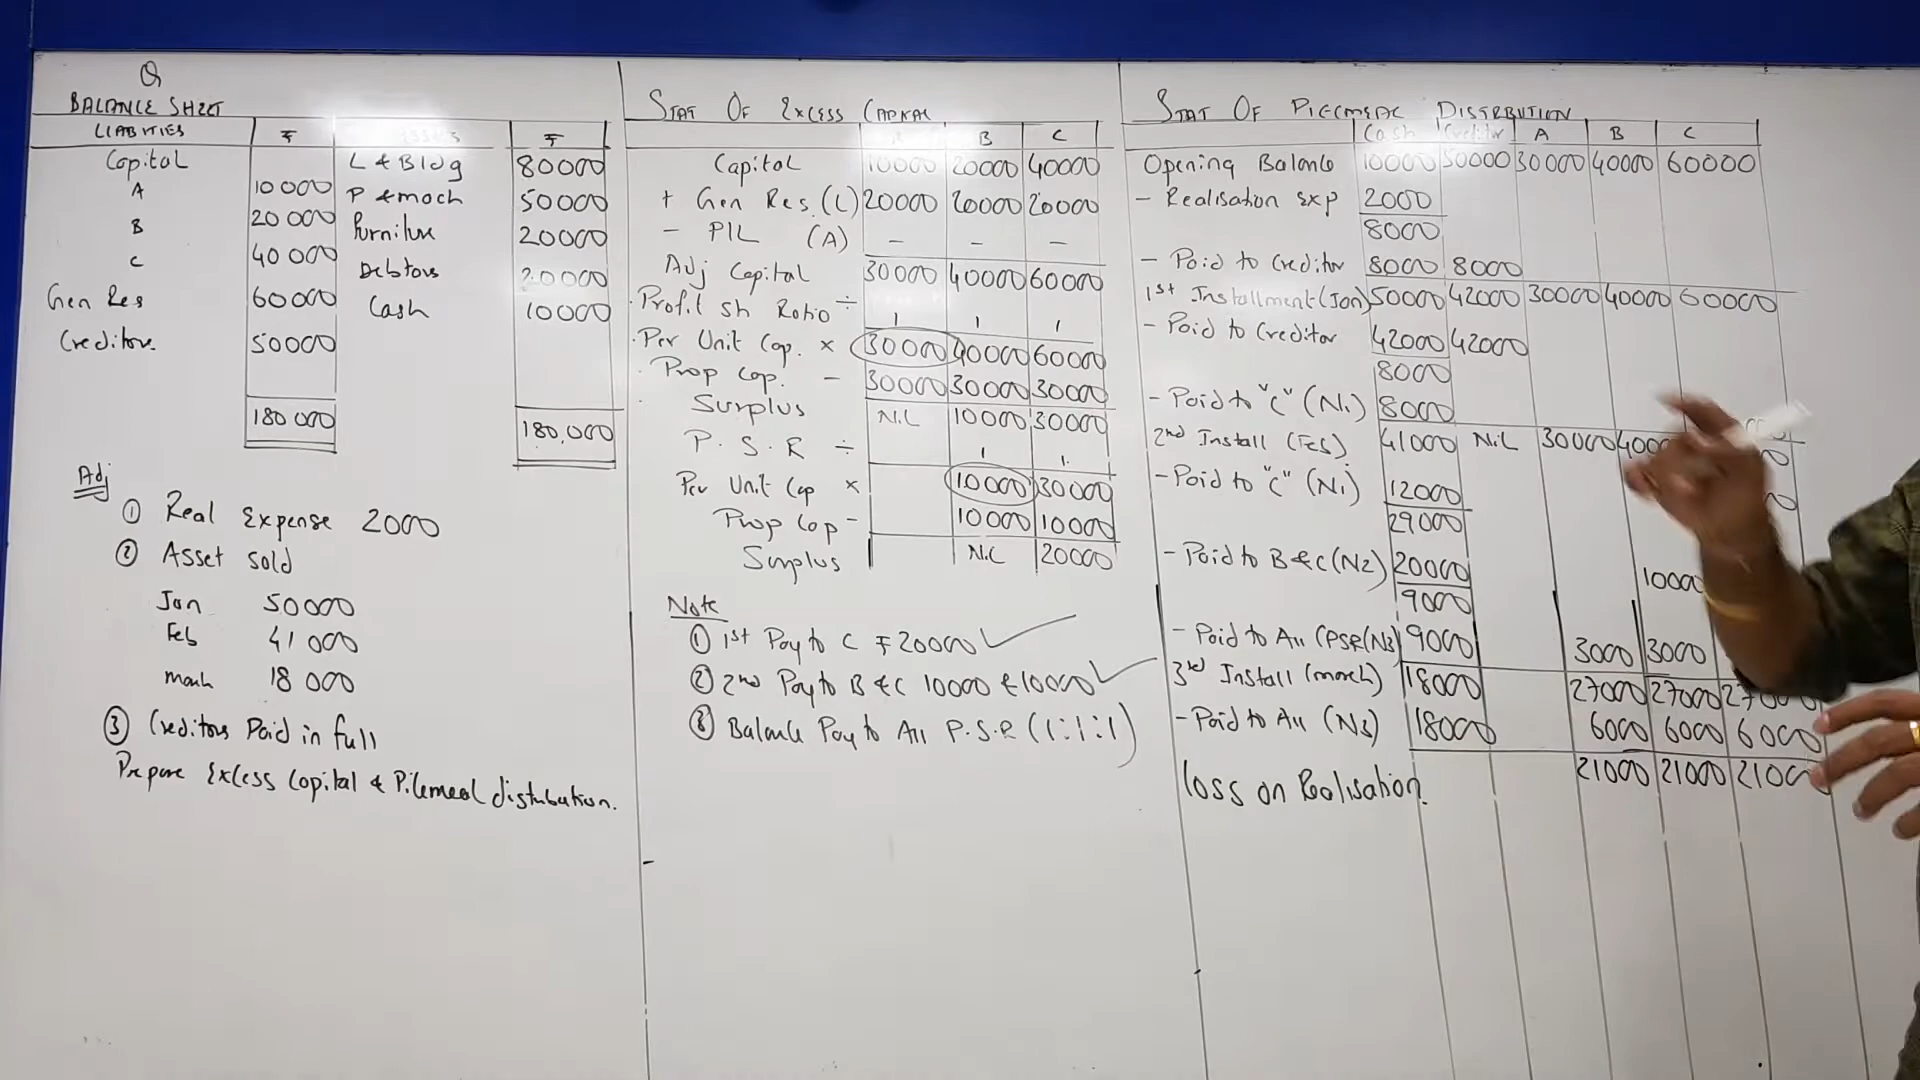 Q
BALANCE SHEET
LIABITIES ₹ ₹
Capital L & Bldg 80000
A 10000 P & mach 50000
B 20000 Furniture 20000
C 40000 Debtors 20000
Gen Res 60000 Cash 10000
Creditors. 50000
180000 180,000
Adj
① Real Expense 2000
② Asset sold
Jan 50000
Feb 41000
march 18000
③ Creditors Paid in full
Prepare Excess Capital & Pilemeal distubution.
STAT OF EXCESS CAPITAL
B C
Capital 10000 20000 40000
+ Gen Res. (L) 20000 20000 20000
- P/L (A) - - -
Adj Capital 30000 40000 60000
Profit Sh Ratio ÷ 1 1 1
Per Unit Cap. × 30000 40000 60000
Prop Cap. - 30000 30000 30000
Surplus NIL 10000 30000
P. S. R ÷ 1 1
Per Unit Cap × 10000 30000
Prop Cap - 10000 10000
Surplus NIL 20000
Note
① 1st Pay to C ₹20000
② 2nd Pay to B & C 10000 & 10000
③ Balance Pay to All P.S.R (1:1:1)
STAT OF PIECMEAL DISTRBUTION
Cash Creditor A B C
Opening Balance 10000 50000 30000 40000 60000
- Realisation Exp 2000
8000
- Paid to Creditor 8000 8000
1st Installment (Jan) 50000 42000 30000 40000 60000
- Paid to Creditor 42000 42000
8000
- Paid to "C" (N1) 8000
2nd Install (Feb) 41000 NIL 30000
- Paid to "C" (N1) 12000
29000
- Paid to B & C (N2) 20000 10000
9000
- Paid to All (PSR(N3) 9000 3000 3000
3rd Install (march) 18000 27000 27000 27000
- Paid to All (N3) 18000 6000 6000 6000
Loss on Realisation. 21000 21000 2100